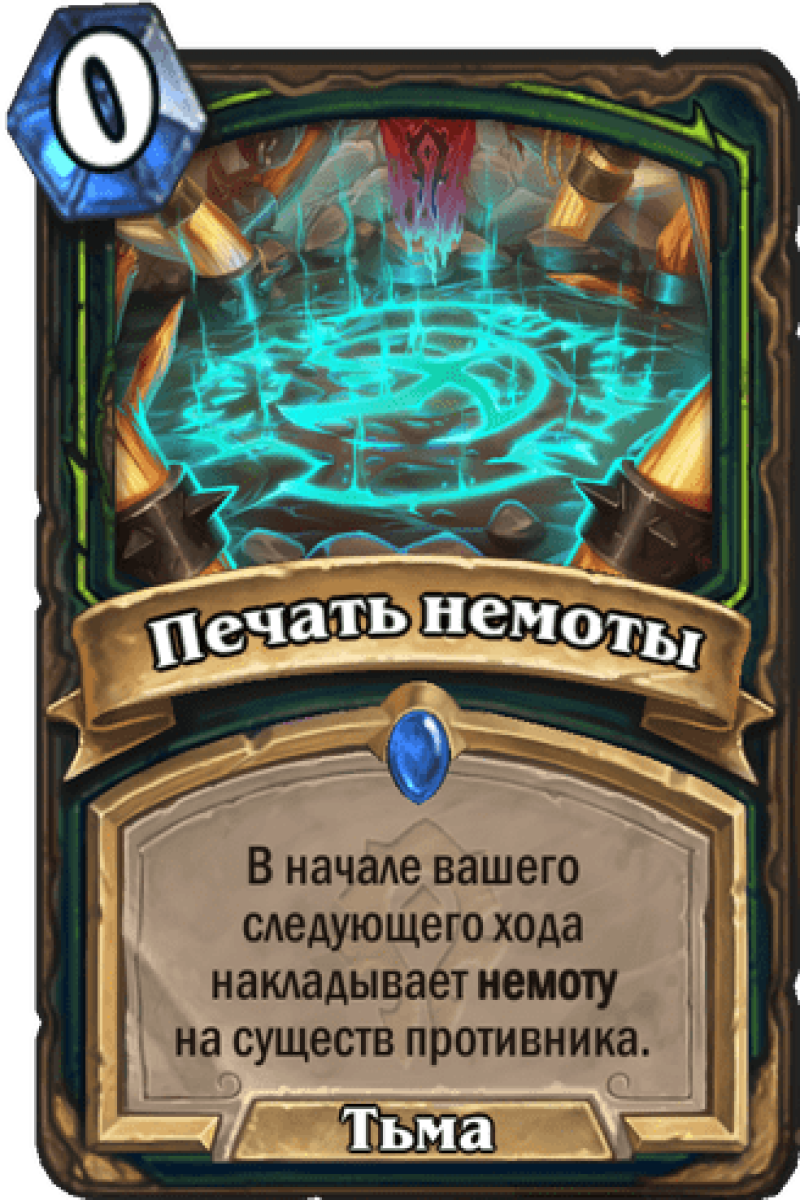 0
Печать немоты
В начале вашего
следующего хода
накладывает немоту
на существ противника.
Тьма